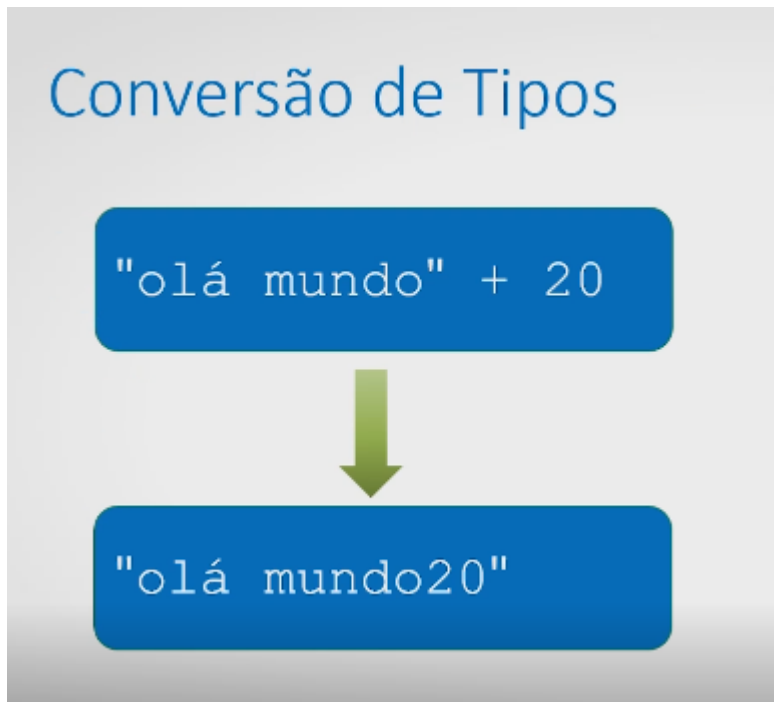 Conversão de Tipos
"olá mundo" + 20
"olá mundo20"